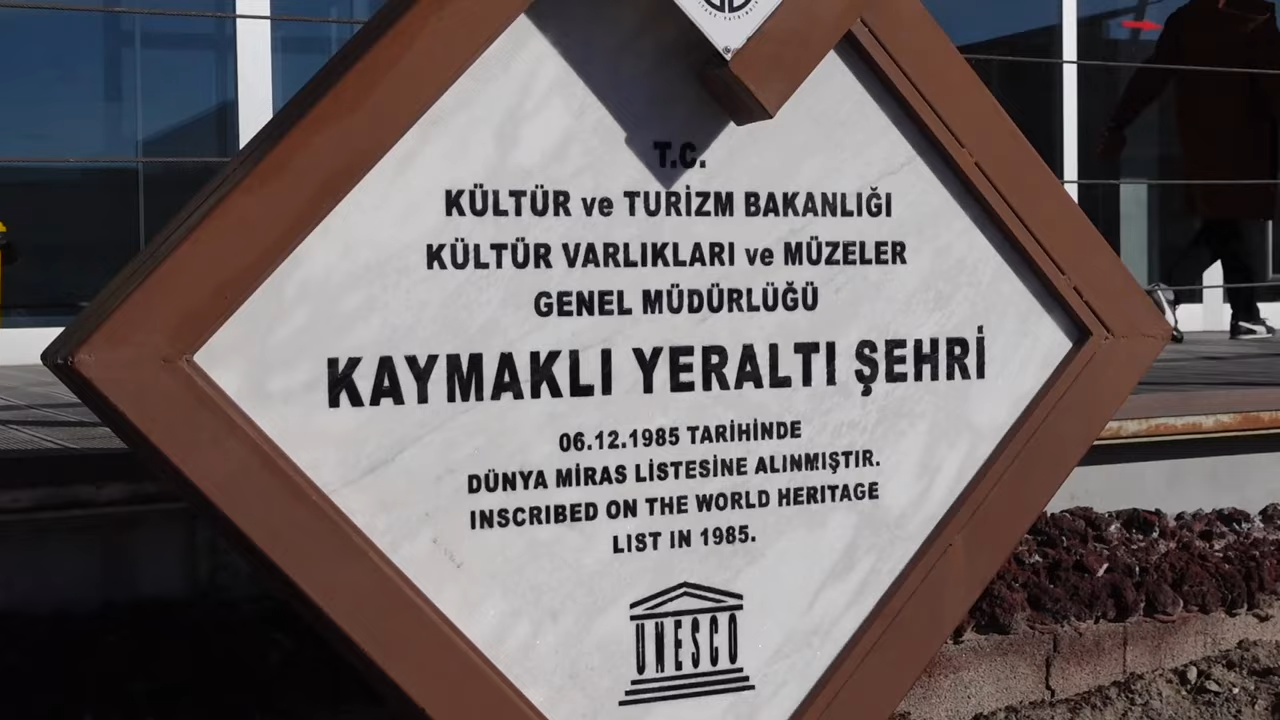 T.C.
KÜLTÜR ve TURİZM BAKANLIĞI
KÜLTÜR VARLIKLARI ve MÜZELER
GENEL MÜDÜRLÜĞÜ
KAYMAKLI YERALTI ŞEHRİ
06.12.1985 TARİHİNDE
DÜNYA MİRAS LİSTESİNE ALINMIŞTIR.
INSCRIBED ON THE WORLD HERITAGE
LIST IN 1985.
UNESCO